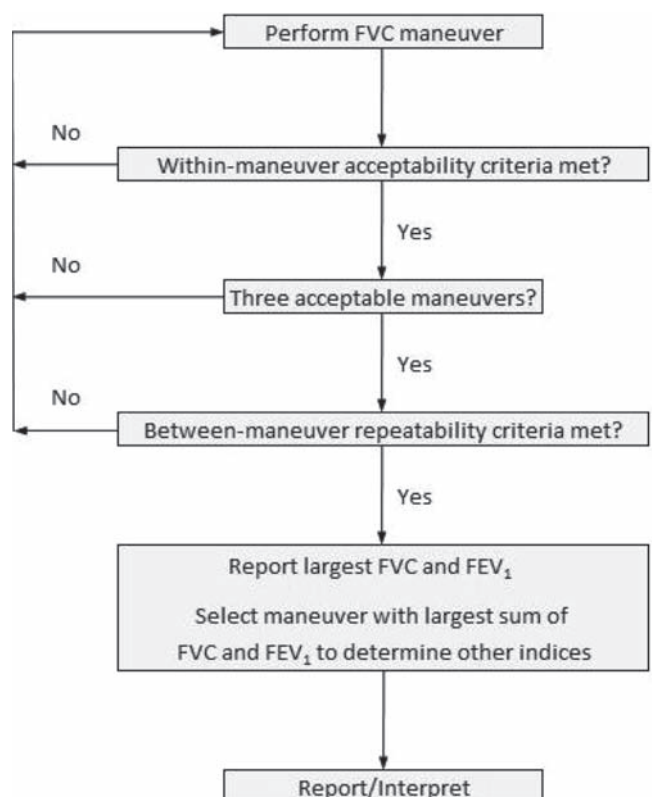 Perform FVC maneuver
No
Within-maneuver acceptability criteria met?
Yes
No
Three acceptable maneuvers?
Yes
No
Between-maneuver repeatability criteria met?
Yes
Report largest FVC and FEV₁
Select maneuver with largest sum of
FVC and FEV₁ to determine other indices
Report/Interpret